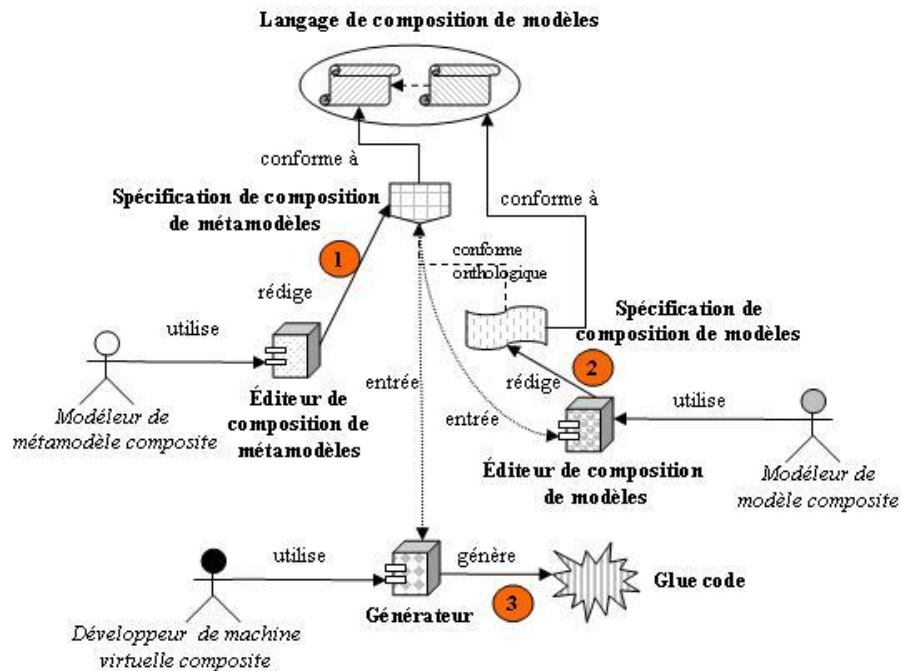 Langage de composition de modèles
conforme à
Spécification de composition
de métamodèles
conforme à
1
conforme
onthologique
rédige
Spécification de
composition de modèles
utilise
2
rédige
utilise
entrée
Éditeur de
composition de
métamodèles
entrée
Modéleur de
métamodèle composite
Éditeur de composition
de modèles
Modéleur de
modèle composite
utilise
génère
Glue code
3
Générateur
Développeur de machine
virtuelle composite